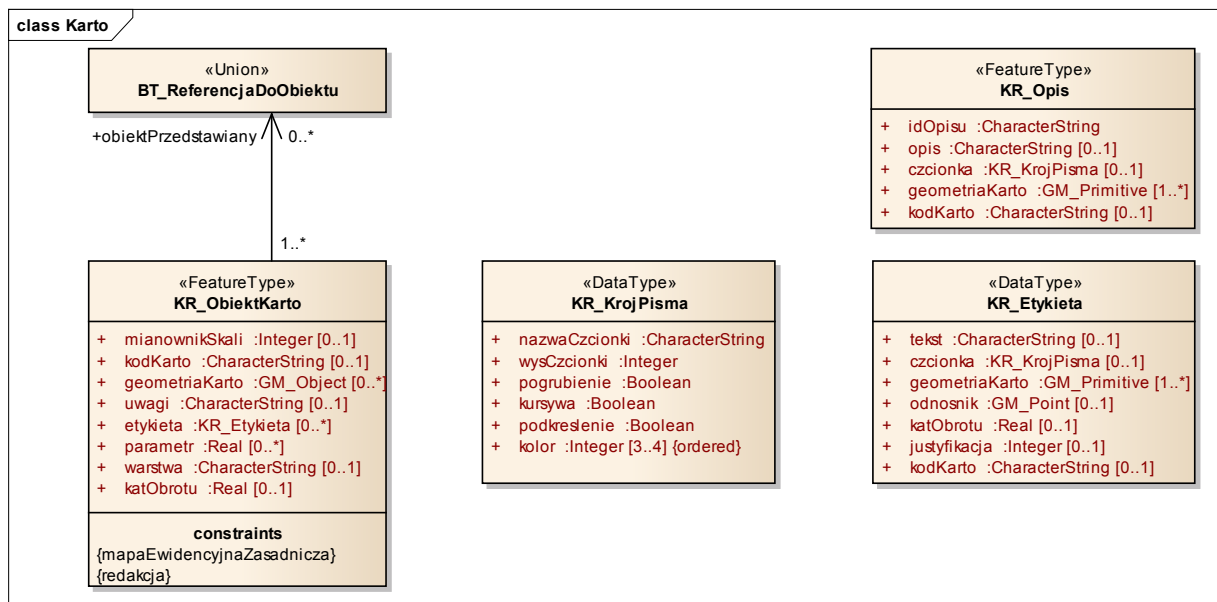 class Karto
«Union»
BT_ReferencjaDoObiektu
+obiektPrzedstawiany
0..*
1..*
«FeatureType»
KR_ObiektKarto
+ mianownikSkali :Integer [0..1]
+ kodKarto :CharacterString [0..1]
+ geometriaKarto :GM_Object [0..*]
+ uwagi :CharacterString [0..1]
+ etykieta :KR_Etykieta [0..*]
+ parametr :Real [0..*]
+ warstwa :CharacterString [0..1]
+ katObrotu :Real [0..1]
constraints
{mapaEwidencyjnaZasadnicza}
{redakcja}
«DataType»
KR_KrojPisma
+ nazwaCzcionki :CharacterString
+ wysCzcionki :Integer
+ pogrubienie :Boolean
+ kursywa :Boolean
+ podkreslenie :Boolean
+ kolor :Integer [3..4] {ordered}
«FeatureType»
KR_Opis
+ idOpisu :CharacterString
+ opis :CharacterString [0..1]
+ czcionka :KR_KrojPisma [0..1]
+ geometriaKarto :GM_Primitive [1..*]
+ kodKarto :CharacterString [0..1]
«DataType»
KR_Etykieta
+ tekst :CharacterString [0..1]
+ czcionka :KR_KrojPisma [0..1]
+ geometriaKarto :GM_Primitive [1..*]
+ odnosnik :GM_Point [0..1]
+ katObrotu :Real [0..1]
+ justyfikacja :Integer [0..1]
+ kodKarto :CharacterString [0..1]